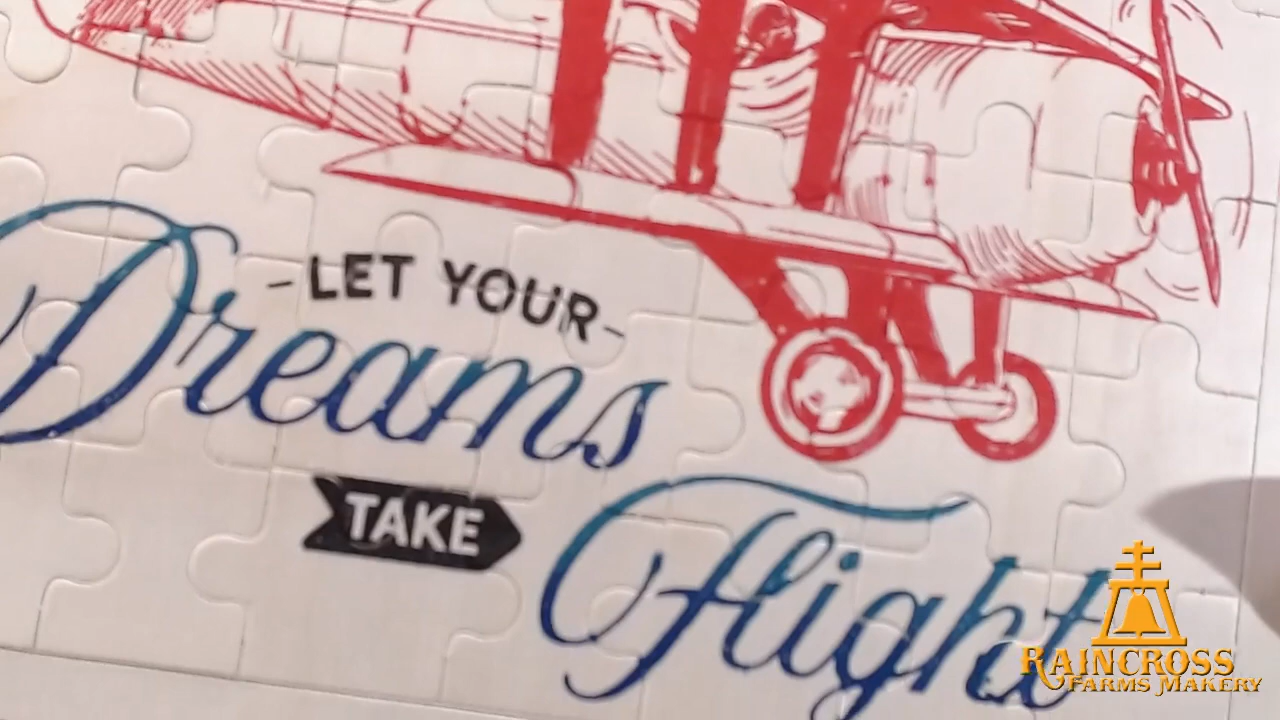 -LET YOUR-
Dreams
TAKE
Flight
RAINCROSS
FARMS MAKERY